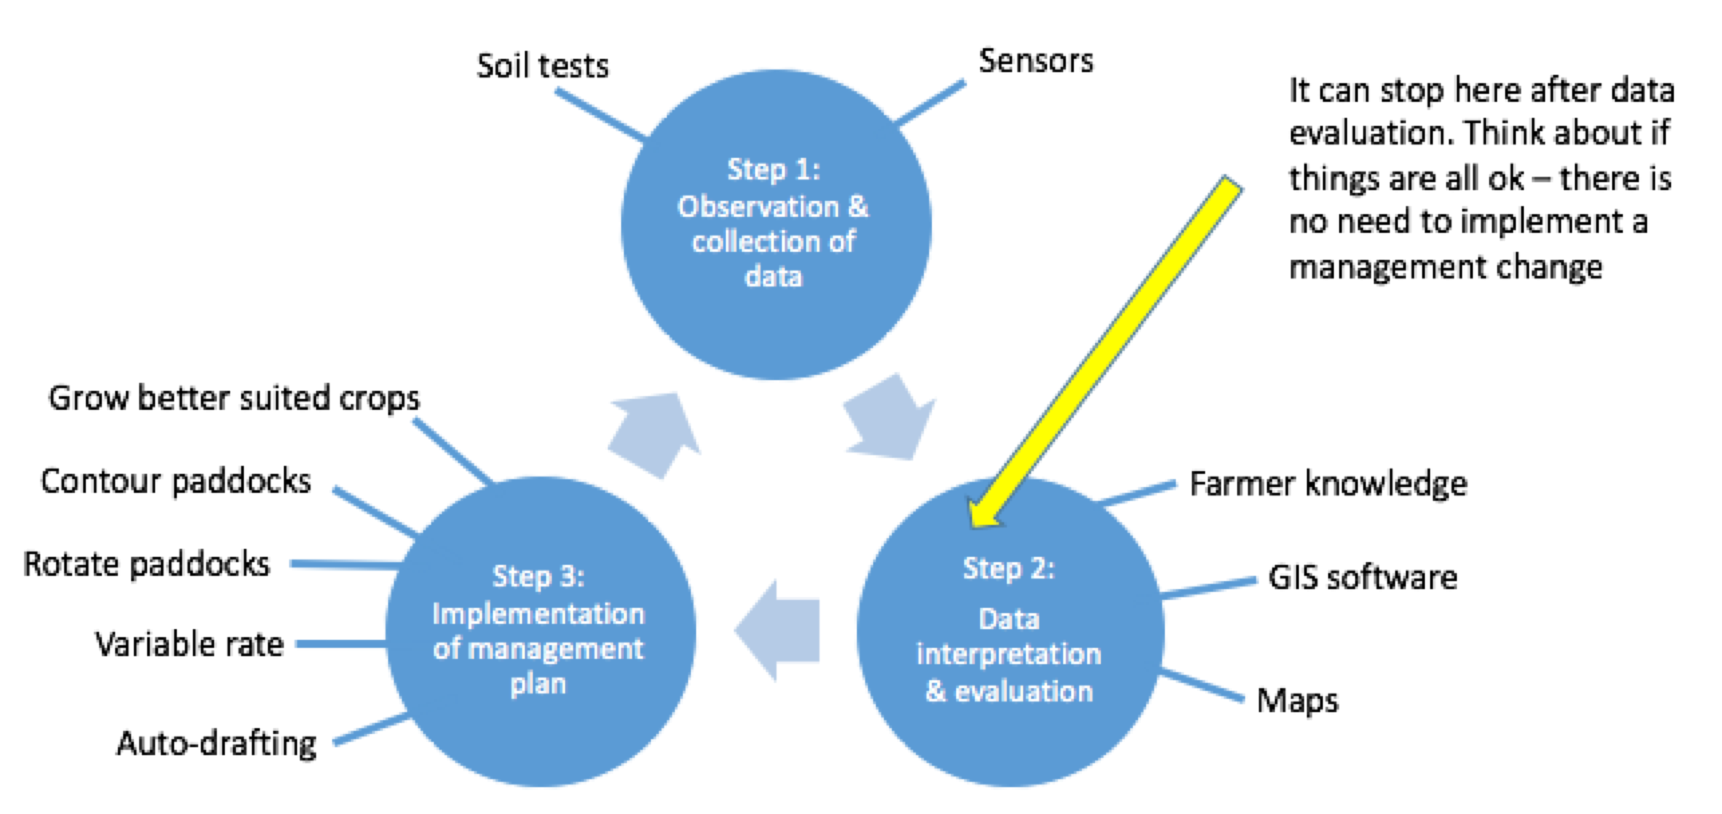 Soil tests
Sensors
Step 1:
Observation &
collection of
data
It can stop here after data
evaluation. Think about if
things are all ok – there is
no need to implement a
management change
Farmer knowledge
GIS software
Maps
Step 2:
Data
interpretation
& evaluation
Step 3:
Implementation
of management
plan
Grow better suited crops
Contour paddocks
Rotate paddocks
Variable rate
Auto-drafting